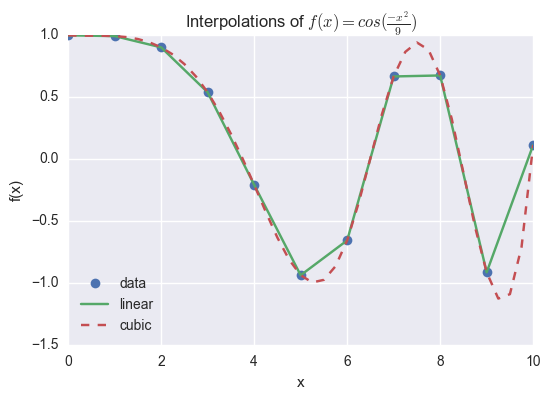 Interpolations of $f(x) = cos(\frac{-x^2}{9})$
1.0
0.5
0.0
−0.5
−1.0
−1.5
f(x)
data
linear
cubic
0 2 4 6 8 10
x